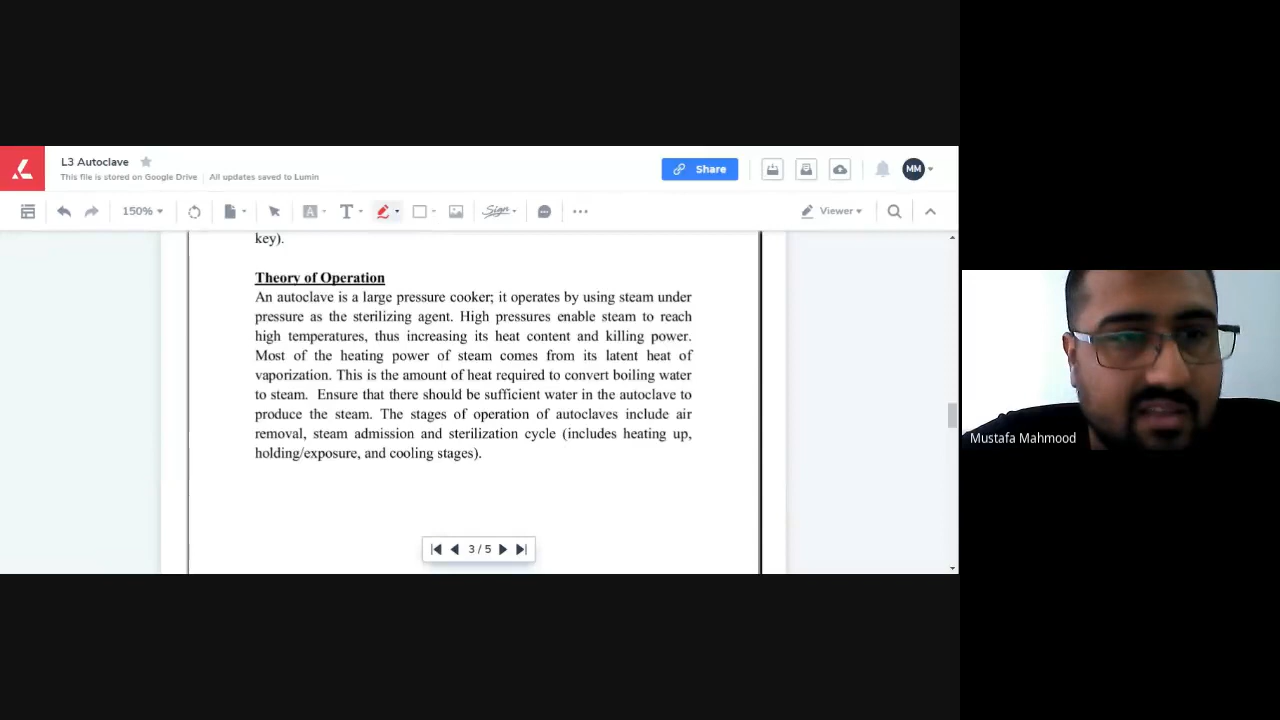 L3 Autoclave
This file is stored on Google Drive All updates saved to Lumin
Share
MM
150%
T
Sign
Viewer
key).
Theory of Operation
An autoclave is a large pressure cooker; it operates by using steam under
pressure as the sterilizing agent. High pressures enable steam to reach
high temperatures, thus increasing its heat content and killing power.
Most of the heating power of steam comes from its latent heat of
vaporization. This is the amount of heat required to convert boiling water
to steam. Ensure that there should be sufficient water in the autoclave to
produce the steam. The stages of operation of autoclaves include air
removal, steam admission and sterilization cycle (includes heating up,
holding/exposure, and cooling stages).
3 / 5
Mustafa Mahmood